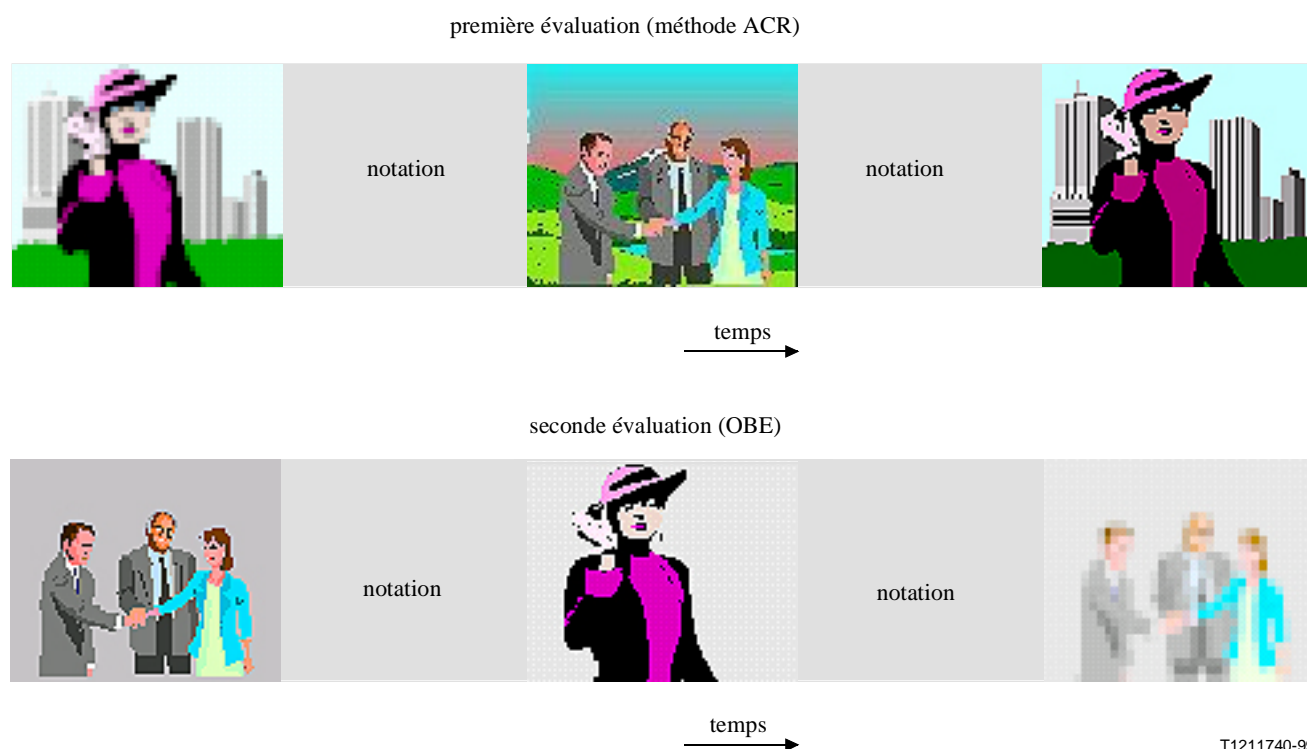 première évaluation (méthode ACR)
notation
notation
temps
seconde évaluation (OBE)
notation
notation
temps
T1211740-9